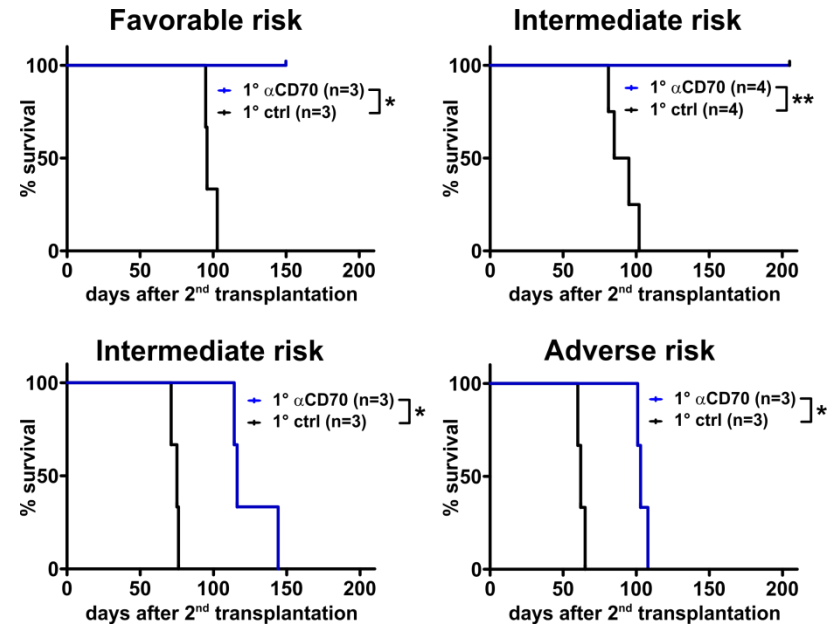 Favorable risk
% survival
100
50
0
1° αCD70 (n=3)
1° ctrl (n=3)
*
0 50 100 150 200
days after 2nd transplantation
Intermediate risk
% survival
100
50
0
1° αCD70 (n=4)
1° ctrl (n=4)
**
0 50 100 150 200
days after 2nd transplantation
Intermediate risk
% survival
100
50
0
1° αCD70 (n=3)
1° ctrl (n=3)
*
0 50 100 150 200
days after 2nd transplantation
Adverse risk
% survival
100
50
0
1° αCD70 (n=3)
1° ctrl (n=3)
*
0 50 100 150 200
days after 2nd transplantation